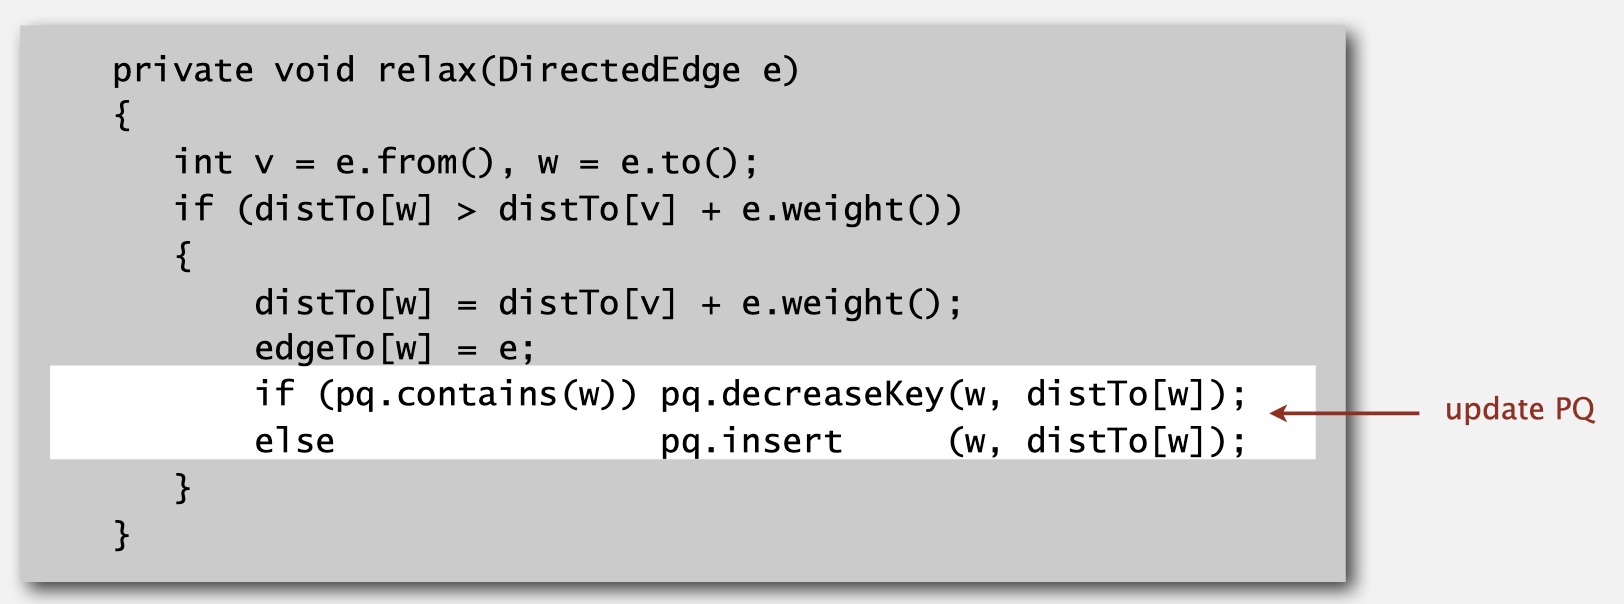 private void relax(DirectedEdge e)
{
int v = e.from(), w = e.to();
if (distTo[w] > distTo[v] + e.weight())
{
distTo[w] = distTo[v] + e.weight();
edgeTo[w] = e;
if (pq.contains(w)) pq.decreaseKey(w, distTo[w]);
else pq.insert (w, distTo[w]);
}
}
update PQ